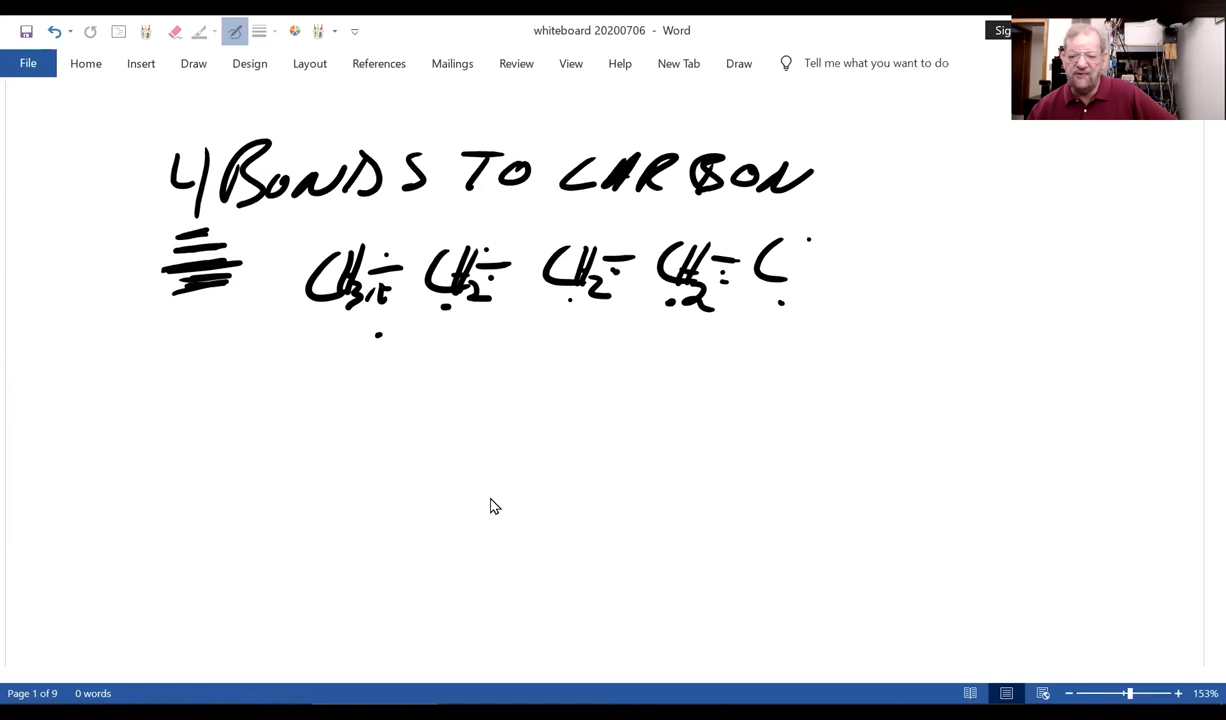 whiteboard 20200706 - Word
Sig
File Home Insert Draw Design Layout References Mailings Review View Help New Tab Draw Tell me what you want to do
4 BONDS TO CARBON
CH3 - CH2 - CH2 - CH2 - C
Page 1 of 9 0 words 153%